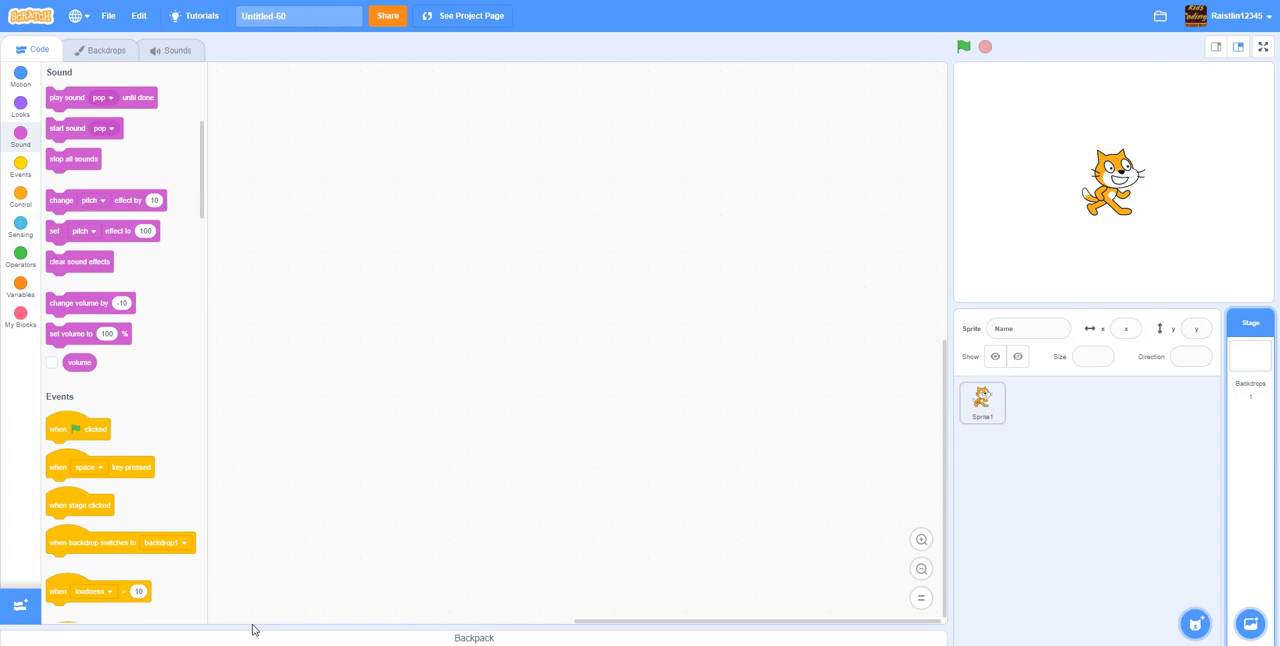 SCRATCH File Edit Tutorials Untitled-60 Share See Project Page Raistlin12345
Code Backdrops Sounds
Motion
Looks
Sound
Events
Control
Sensing
Operators
Variables
My Blocks
Sound
play sound pop until done
start sound pop
stop all sounds
change pitch effect by 10
set pitch effect to 100
clear sound effects
change volume by -10
set volume to 100 %
volume
Events
when clicked
when space key pressed
when stage clicked
when backdrop switches to backdrop1
when loudness > 10
Backpack
Sprite Name x x y y
Show Size Direction
Sprite1
Stage
Backdrops
1